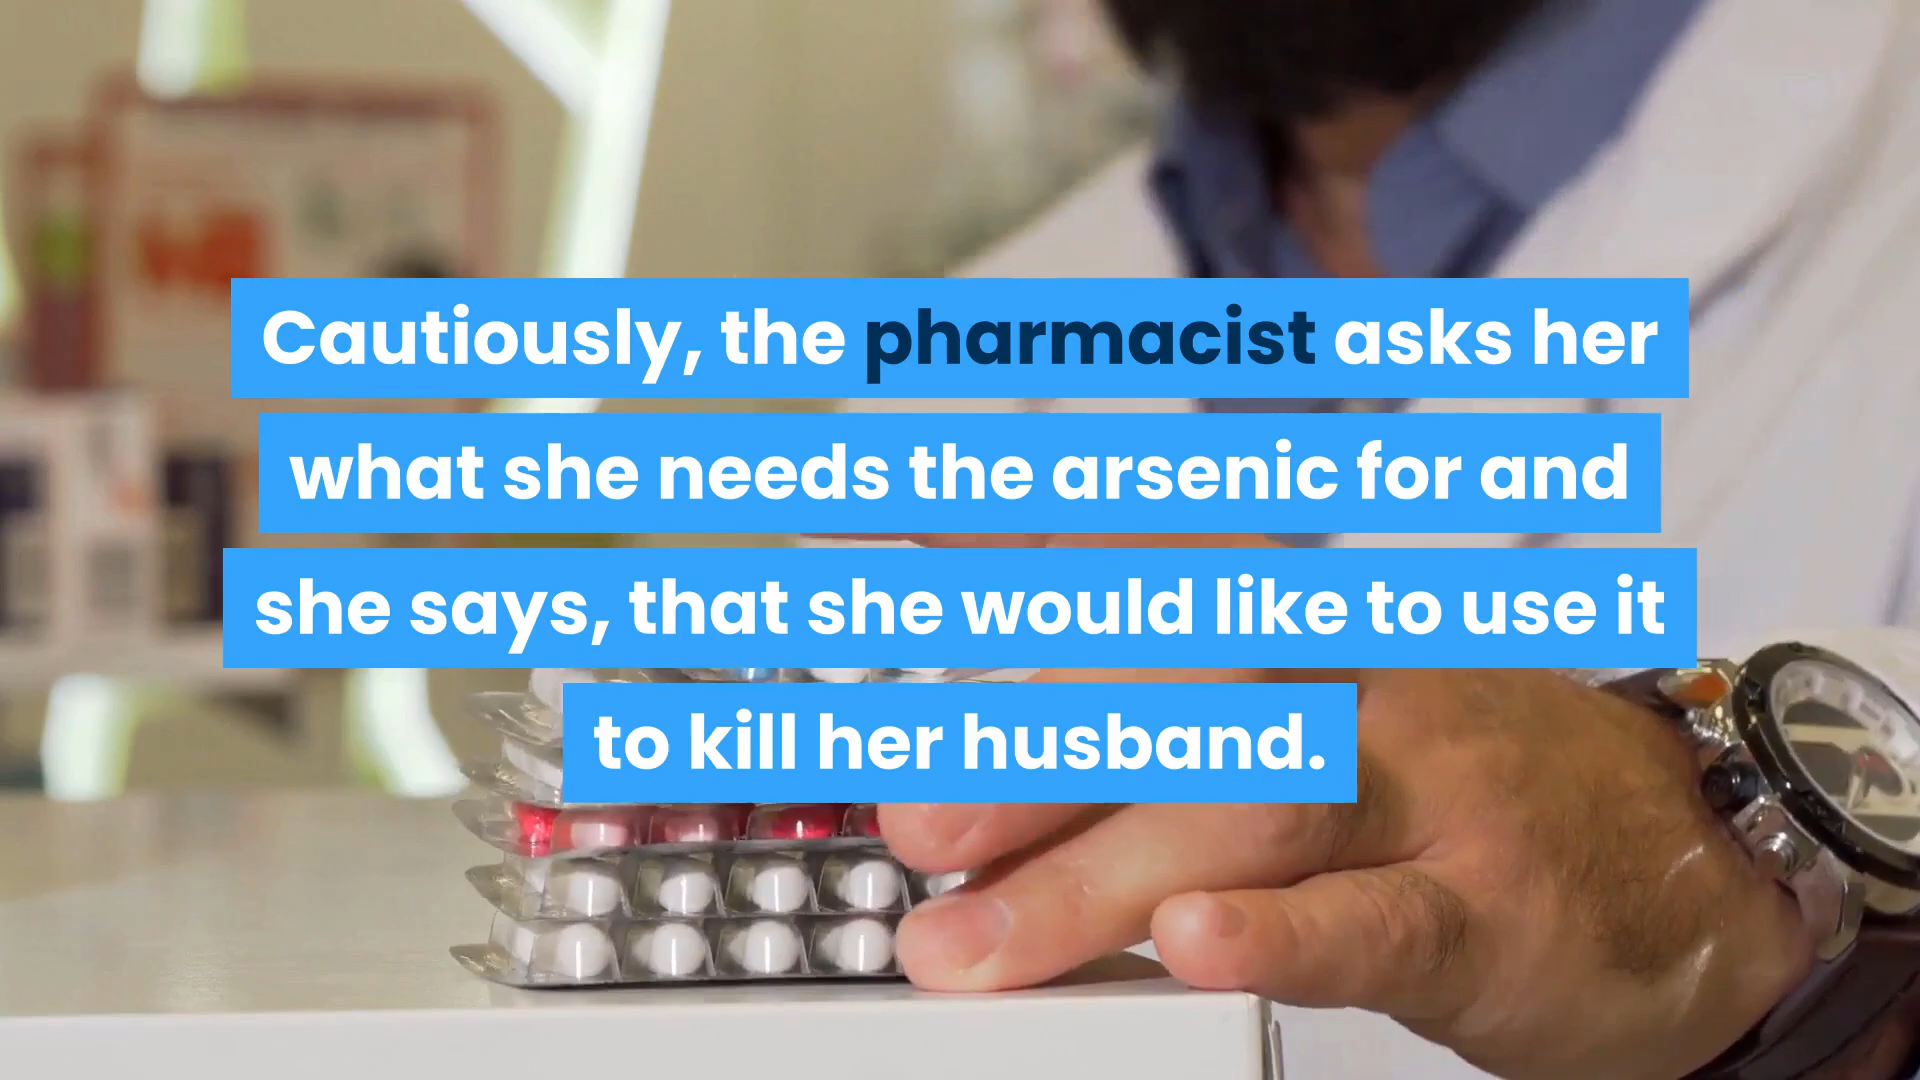 Cautiously, the pharmacist asks her
what she needs the arsenic for and
she says, that she would like to use it
to kill her husband.